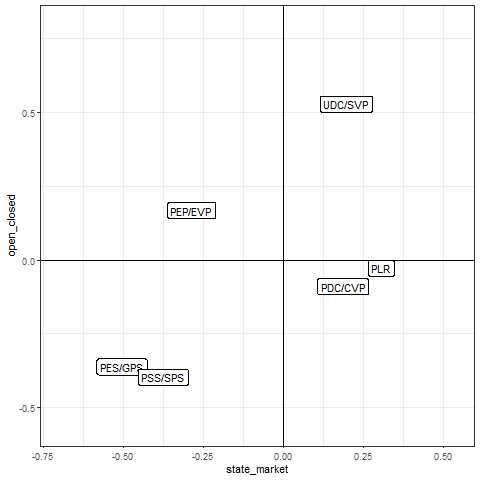 UDC/SVP
0.5
PEP/EVP
open_closed
0.0
PLR
PDC/CVP
PES/GPS
PSS/SPS
-0.5
-0.75 -0.50 -0.25 0.00 0.25 0.50
state_market